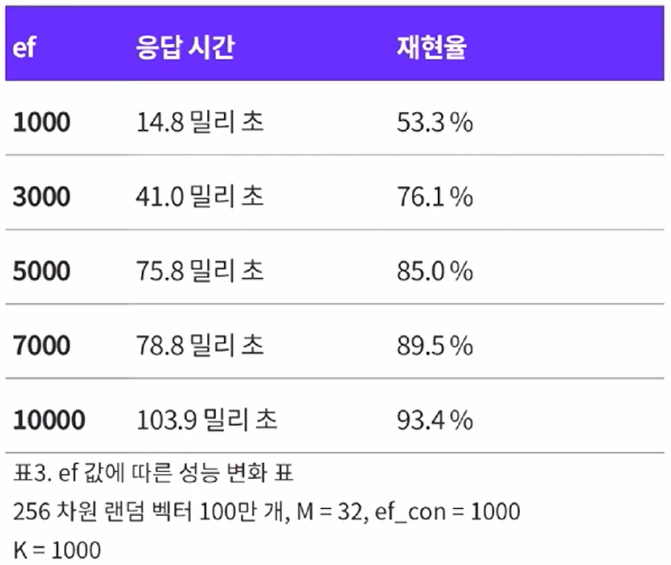 ef 응답 시간 재현율
1000 14.8 밀리 초 53.3 %
3000 41.0 밀리 초 76.1 %
5000 75.8 밀리 초 85.0 %
7000 78.8 밀리 초 89.5 %
10000 103.9 밀리 초 93.4 %
표3. ef 값에 따른 성능 변화 표
256 차원 랜덤 벡터 100만 개, M = 32, ef_con = 1000
K = 1000